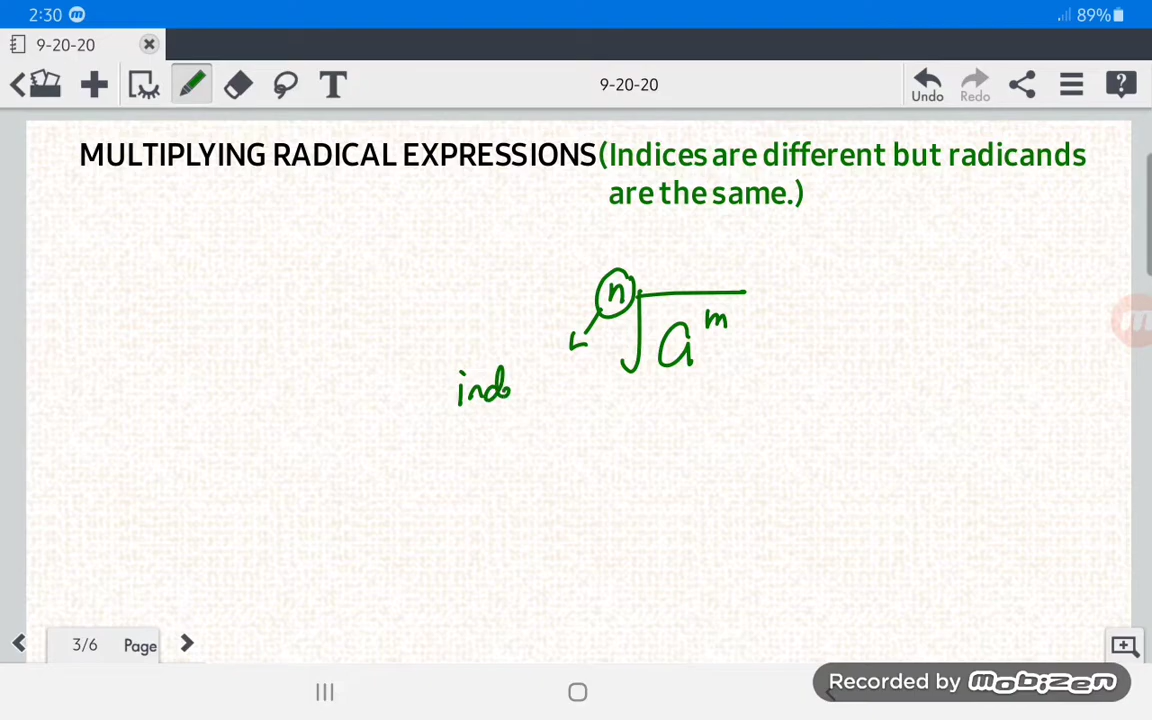 2:30
89%
9-20-20
T
9-20-20
Undo
Redo
?
MULTIPLYING RADICAL EXPRESSIONS(Indices are different but radicands
are the same.)
n√a^m
inde
3/6 Page
Recorded by mobizen